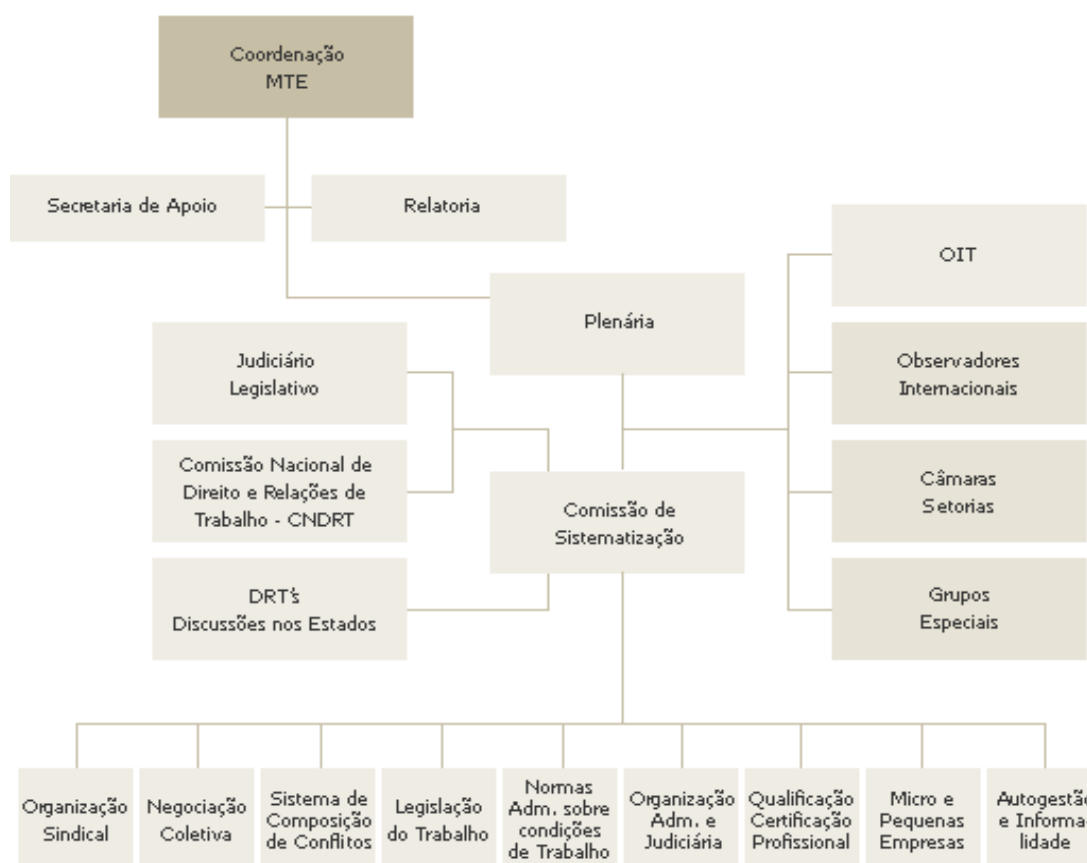 Coordenação
MTE
Secretaria de Apoio
Relatoria
OIT
Plenária
Judiciário
Legislativo
Observadores
Internacionais
Comissão Nacional de
Direito e Relações de
Trabalho - CNDRT
Comissão de
Sistematização
Câmaras
Setorias
DRT's
Discussões nos Estados
Grupos
Especiais
Organização
Sindical
Negociação
Coletiva
Sistema de
Composição
de Conflitos
Legislação
do Trabalho
Normas
Adm. sobre
condições
de Trabalho
Organização
Adm. e
Judiciária
Qualificação
Certificação
Profissional
Micro e
Pequenas
Empresas
Autogestão
e Informa-
lidade